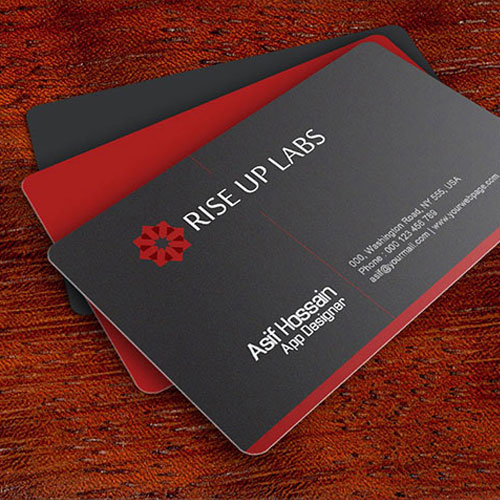 RISE UP LABS
000, Washington Road, NY 555, USA
Phone : 000 123 456 789
asif@yourmail | www.yourwebpage.com
Asif Hossain
App Designer